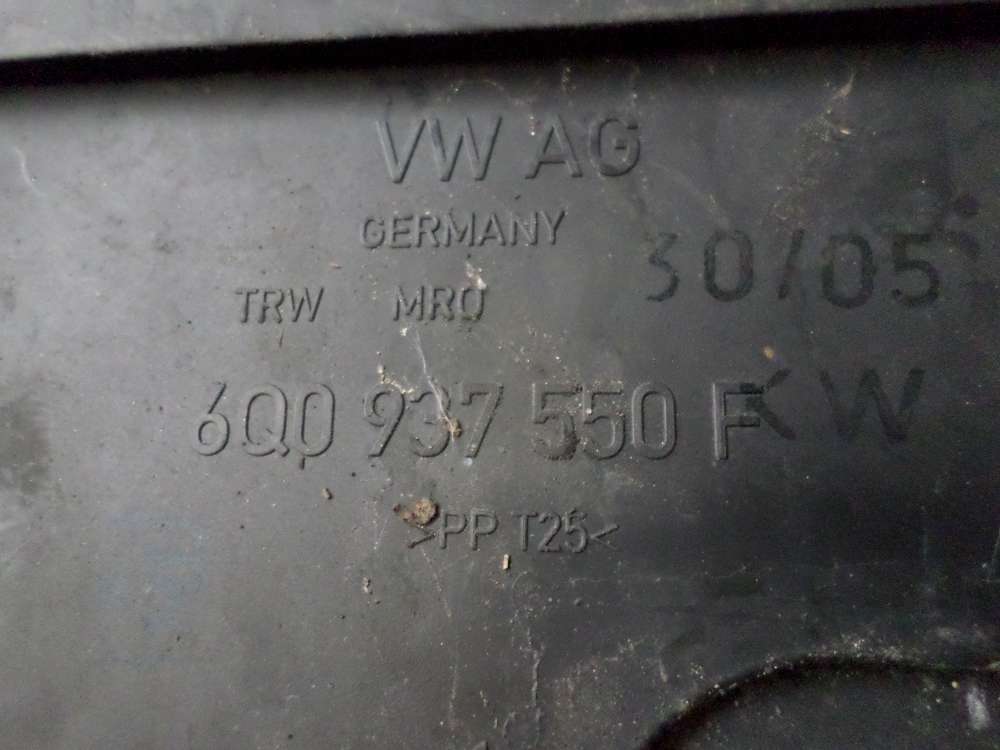 VW AG
GERMANY
30/05
TRW MRO
6Q0 937 550 F
KW
>PP T25<